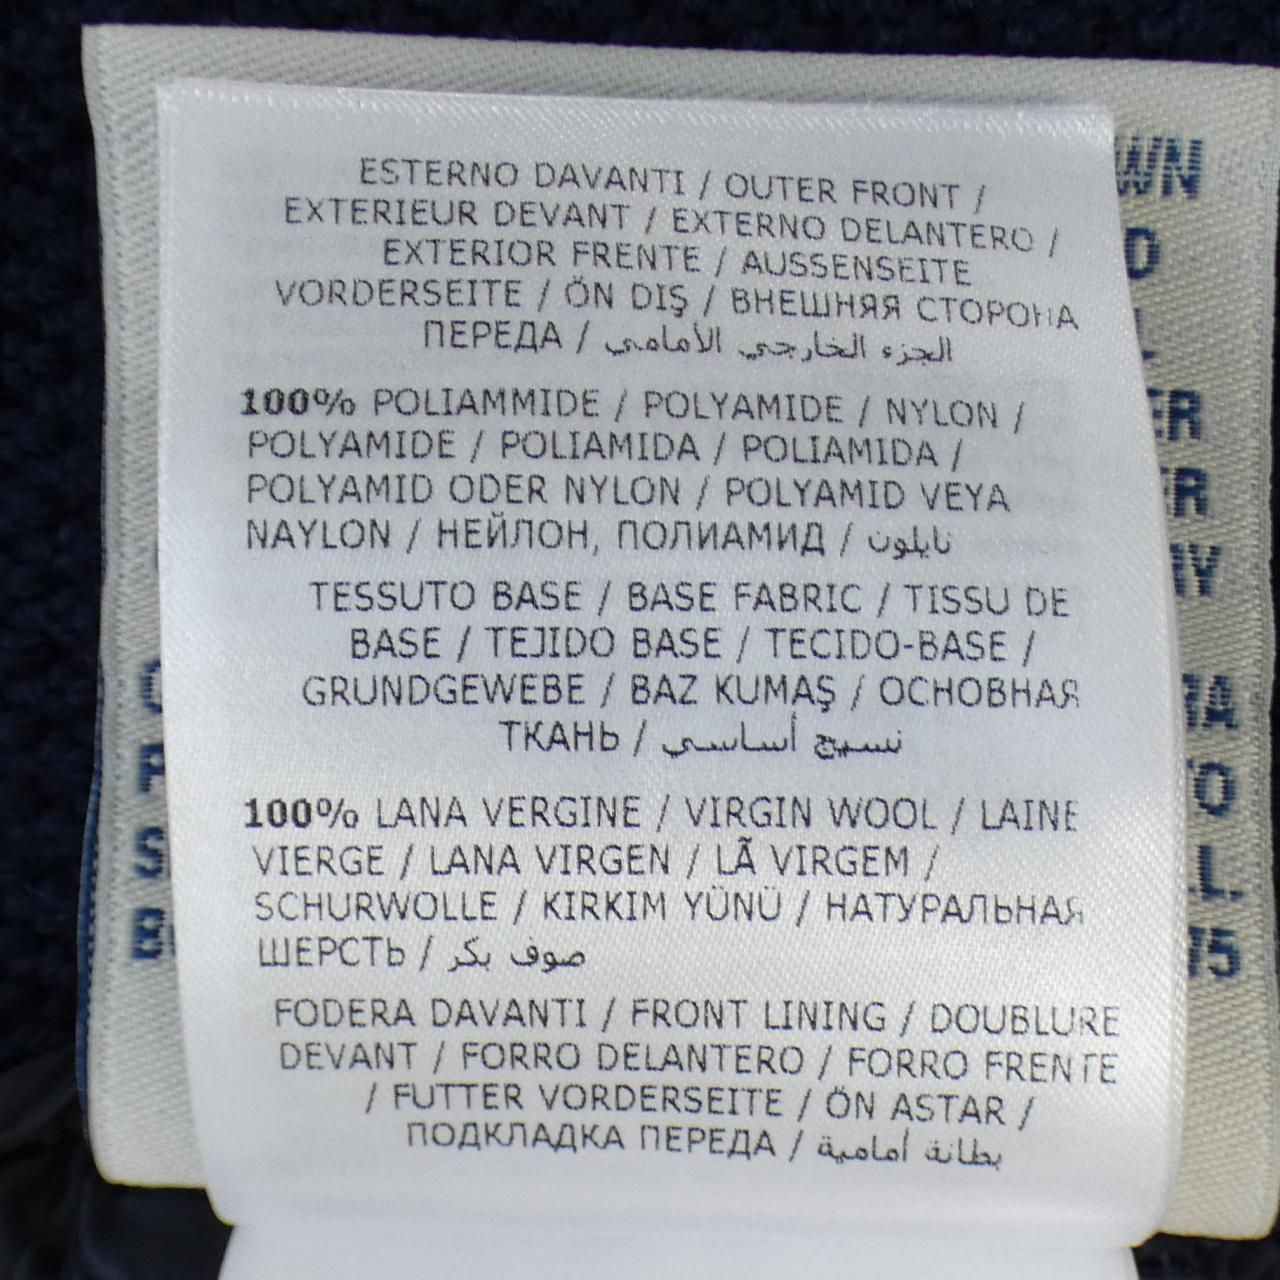 ESTERNO DAVANTI / OUTER FRONT /
EXTERIEUR DEVANT / EXTERNO DELANTERO /
EXTERIOR FRENTE / AUSSENSEITE
VORDERSEITE / ÖN DIŞ / ВНЕШНЯЯ СТОРОНА
ПЕРЕДА / الجزء الخارجي الأمامي
100% POLIAMMIDE / POLYAMIDE / NYLON /
POLYAMIDE / POLIAMIDA / POLIAMIDA /
POLYAMID ODER NYLON / POLYAMID VEYA
NAYLON / НЕЙЛОН, ПОЛИАМИД / نايلون
TESSUTO BASE / BASE FABRIC / TISSU DE
BASE / TEJIDO BASE / TECIDO-BASE /
GRUNDGEWEBE / BAZ KUMAŞ / ОСНОВНАЯ
ТКАНЬ / نسيج أساسي
100% LANA VERGINE / VIRGIN WOOL / LAINE
VIERGE / LANA VIRGEN / LÃ VIRGEM /
SCHURWOLLE / KIRKIM YÜNÜ / НАТУРАЛЬНАЯ
ШЕРСТЬ / صوف بكر
FODERA DAVANTI / FRONT LINING / DOUBLURE
DEVANT / FORRO DELANTERO / FORRO FRENTE
/ FUTTER VORDERSEITE / ÖN ASTAR /
ПОДКЛАДКА ПЕРЕДА / بطانة أمامية